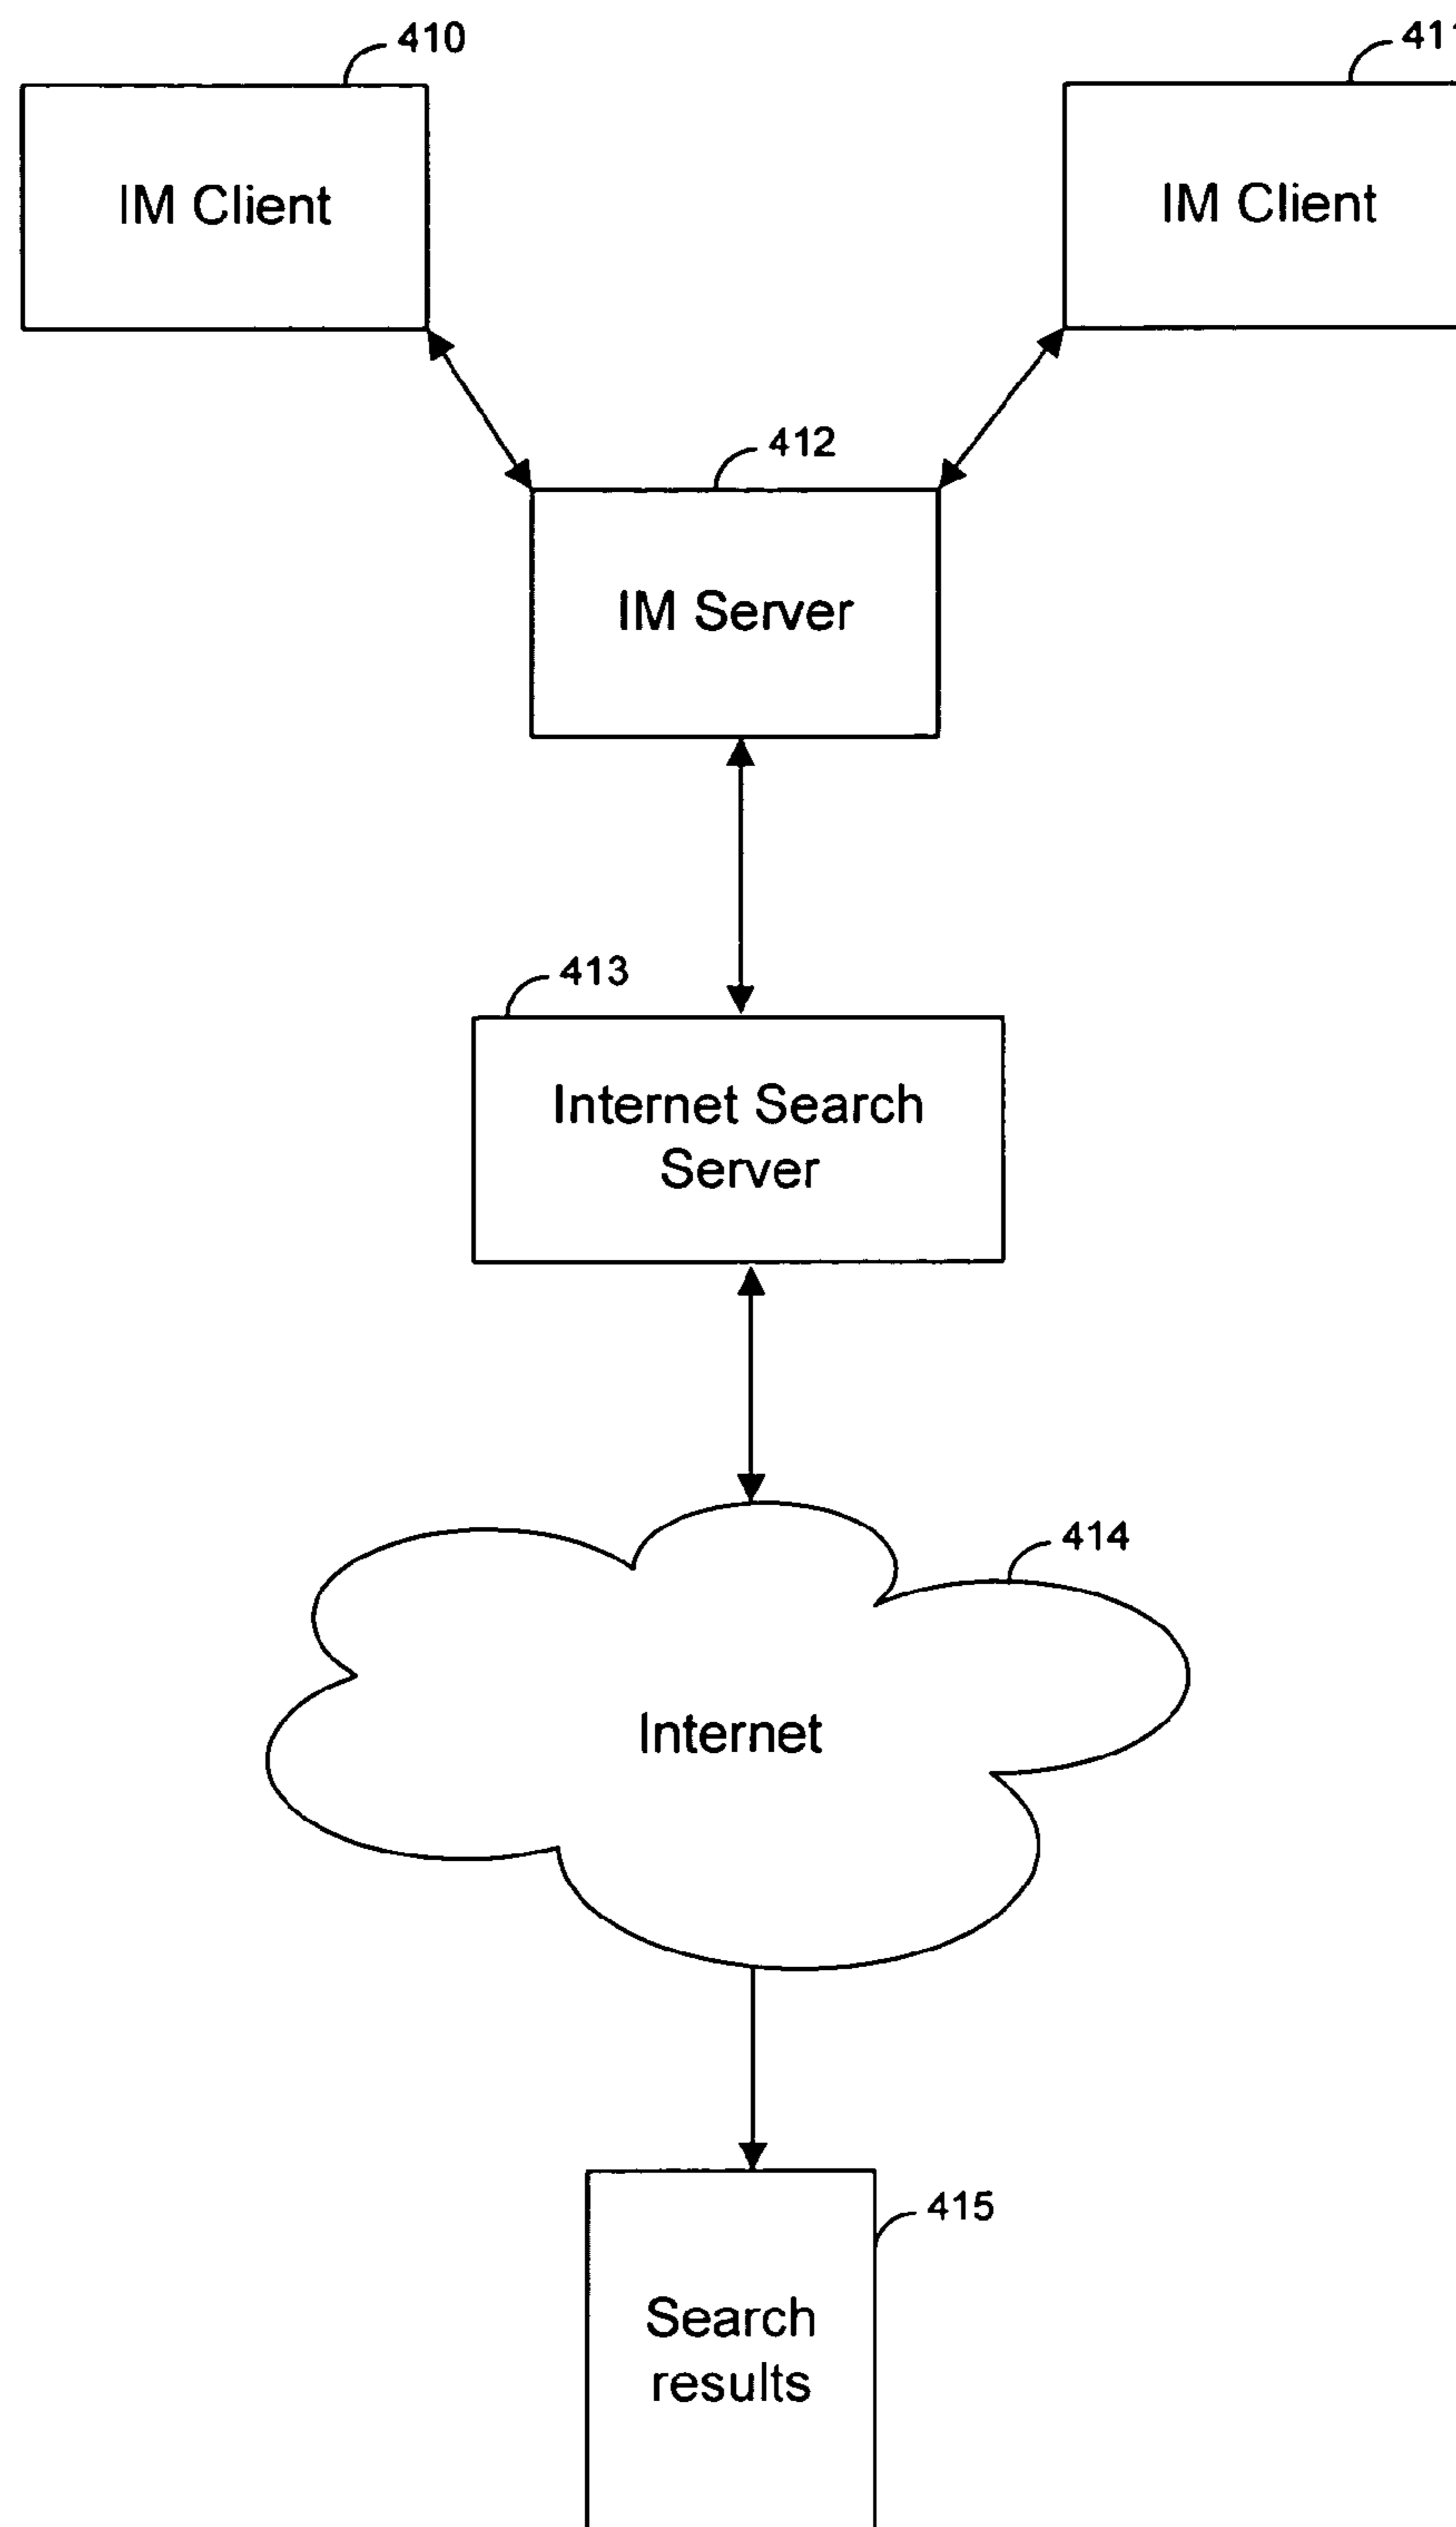 410
411
IM Client
IM Client
412
IM Server
413
Internet Search
Server
414
Internet
415
Search
results